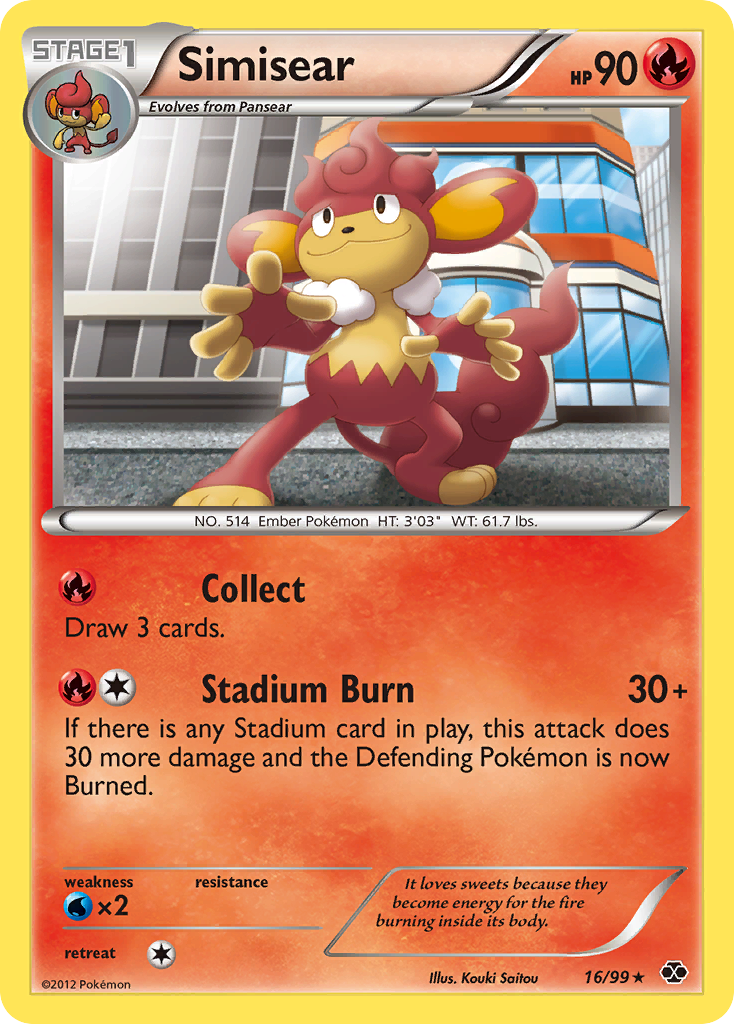 STAGE1
Simisear
HP 90
Evolves from Pansear
NO. 514 Ember Pokémon HT: 3'03" WT: 61.7 lbs.
Collect
Draw 3 cards.
Stadium Burn 30+
If there is any Stadium card in play, this attack does
30 more damage and the Defending Pokémon is now
Burned.
weakness resistance
×2
It loves sweets because they
become energy for the fire
burning inside its body.
retreat
©2012 Pokémon
Illus. Kouki Saitou
16/99 ★